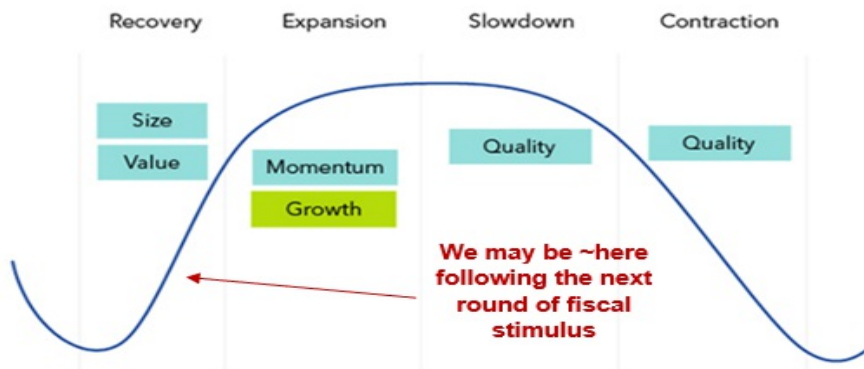 Recovery
Expansion
Slowdown
Contraction
Size
Value
Momentum
Growth
Quality
Quality
We may be ~here
following the next
round of fiscal
stimulus